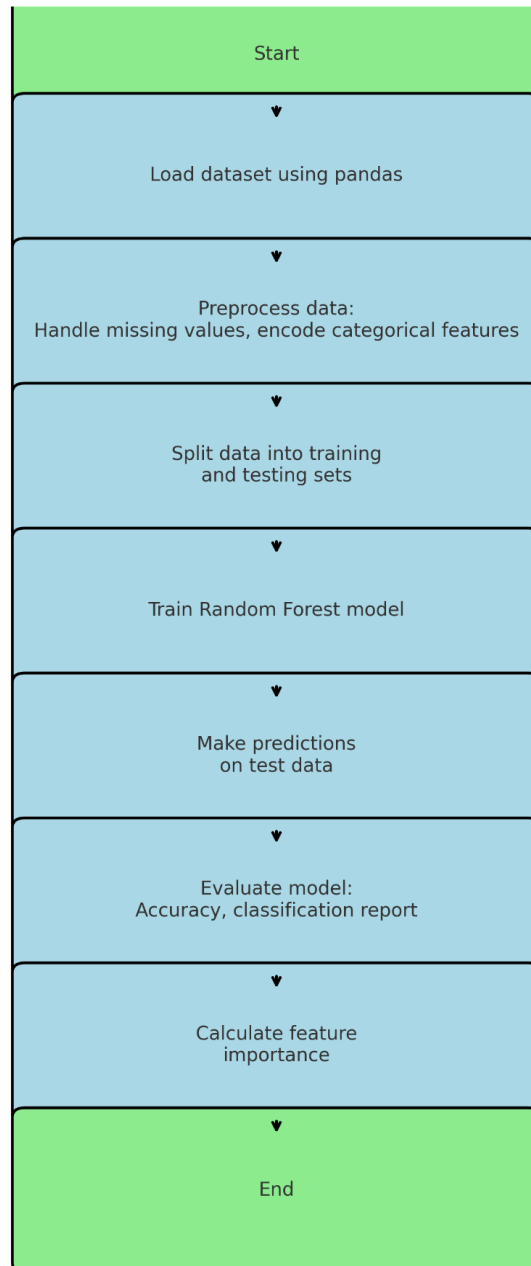 Start
Load dataset using pandas
Preprocess data:
Handle missing values, encode categorical features
Split data into training
and testing sets
Train Random Forest model
Make predictions
on test data
Evaluate model:
Accuracy, classification report
Calculate feature
importance
End